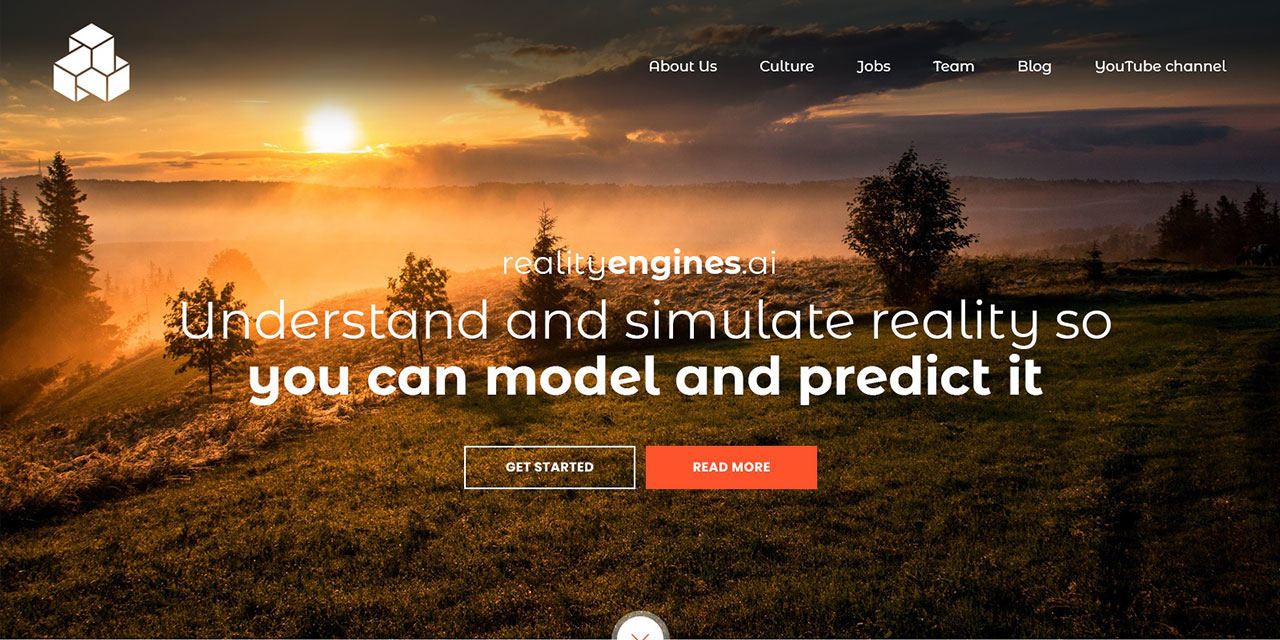 About Us
Culture
Jobs
Team
Blog
YouTube channel
realityengines.ai
Understand and simulate reality so
you can model and predict it
GET STARTED
READ MORE